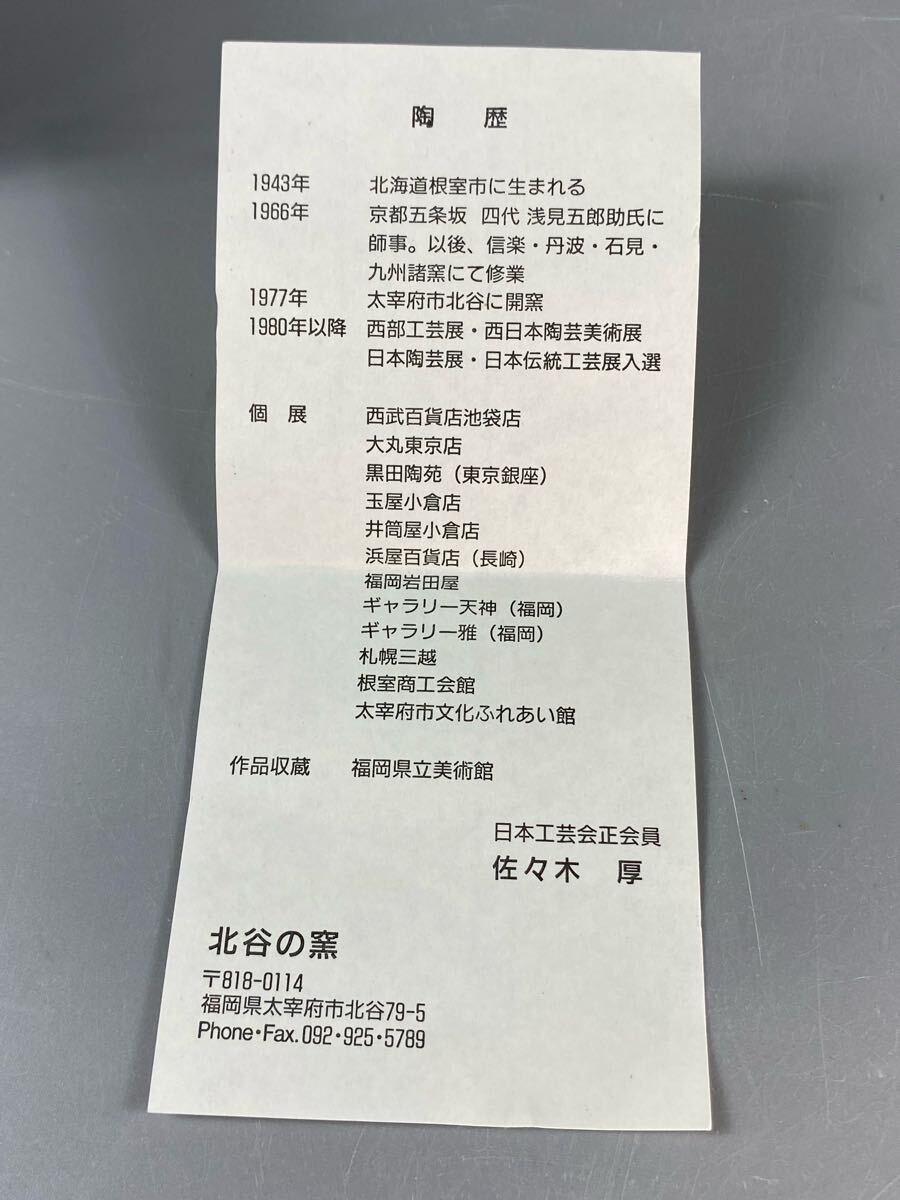 陶 歴
1943年 北海道根室市に生まれる
1966年 京都五条坂 四代 浅見五郎助氏に
師事。以後、信楽・丹波・石見・
九州諸窯にて修業
1977年 太宰府市北谷に開窯
1980年以降 西部工芸展・西日本陶芸美術展
日本陶芸展・日本伝統工芸展入選
個 展 西武百貨店池袋店
大丸東京店
黒田陶苑（東京銀座）
玉屋小倉店
井筒屋小倉店
浜屋百貨店（長崎）
福岡岩田屋
ギャラリー天神（福岡）
ギャラリー雅（福岡）
札幌三越
根室商工会館
太宰府市文化ふれあい館
作品収蔵 福岡県立美術館
日本工芸会正会員
佐々木 厚
北谷の窯
〒818-0114
福岡県太宰府市北谷79-5
Phone・Fax. 092・925・5789